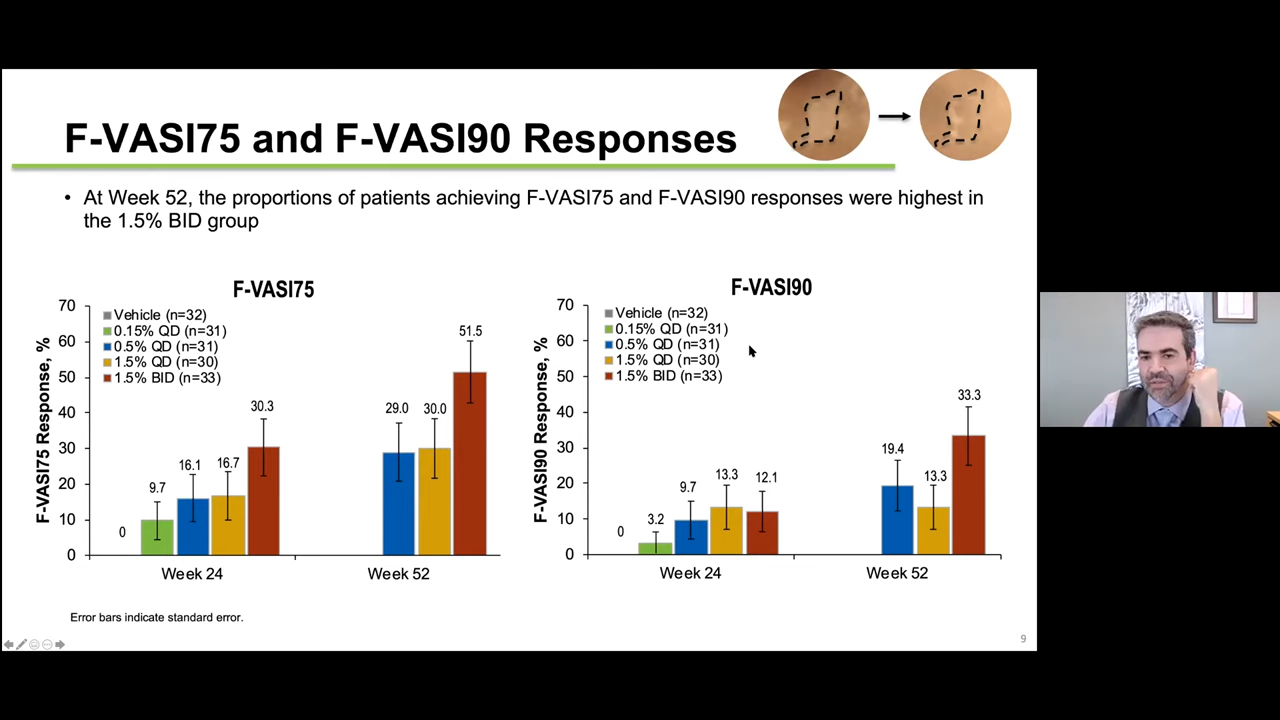 F-VASI75 and F-VASI90 Responses
• At Week 52, the proportions of patients achieving F-VASI75 and F-VASI90 responses were highest in
the 1.5% BID group
F-VASI75
F-VASI75 Response, %
70
60
50
40
30
20
10
0
Vehicle (n=32)
0.15% QD (n=31)
0.5% QD (n=31)
1.5% QD (n=30)
1.5% BID (n=33)
0
9.7
16.1
16.7
30.3
29.0
30.0
51.5
Week 24
Week 52
F-VASI90
F-VASI90 Response, %
70
60
50
40
30
20
10
0
Vehicle (n=32)
0.15% QD (n=31)
0.5% QD (n=31)
1.5% QD (n=30)
1.5% BID (n=33)
0
3.2
9.7
13.3
12.1
19.4
13.3
33.3
Week 24
Week 52
Error bars indicate standard error.
9